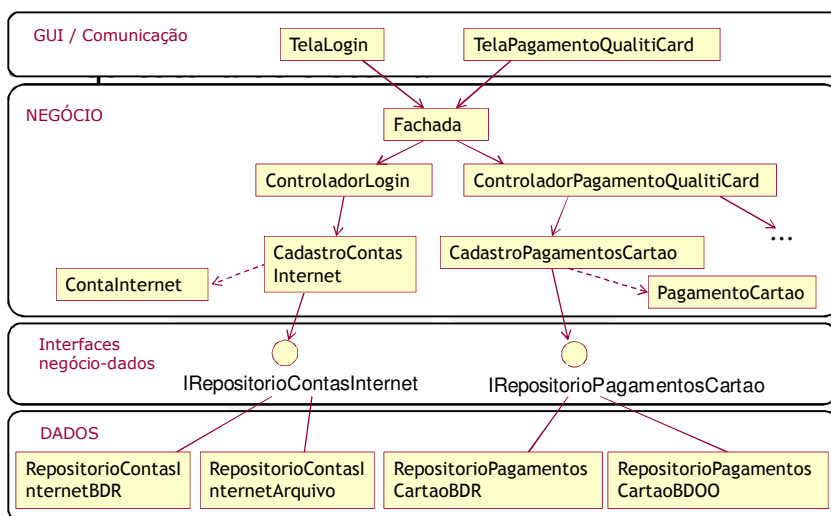 GUI / Comunicação
TelaLogin
TelaPagamentoQualitiCard
NEGÓCIO
Fachada
ControladorLogin
ControladorPagamentoQualitiCard
...
CadastroContas
Internet
CadastroPagamentosCartao
ContaInternet
PagamentoCartao
Interfaces
negócio-dados
IRepositorioContasInternet
IRepositorioPagamentosCartao
DADOS
RepositorioContasI
nternetBDR
RepositorioContasI
nternetArquivo
RepositorioPagamentos
CartaoBDR
RepositorioPagamentos
CartaoBDOO